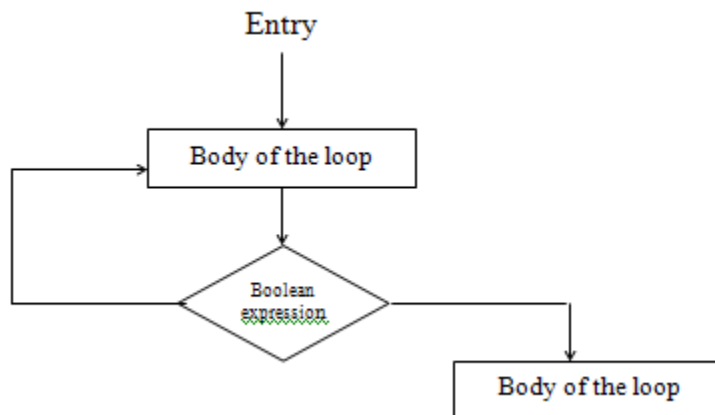 Entry
Body of the loop
Boolean
expression
Body of the loop